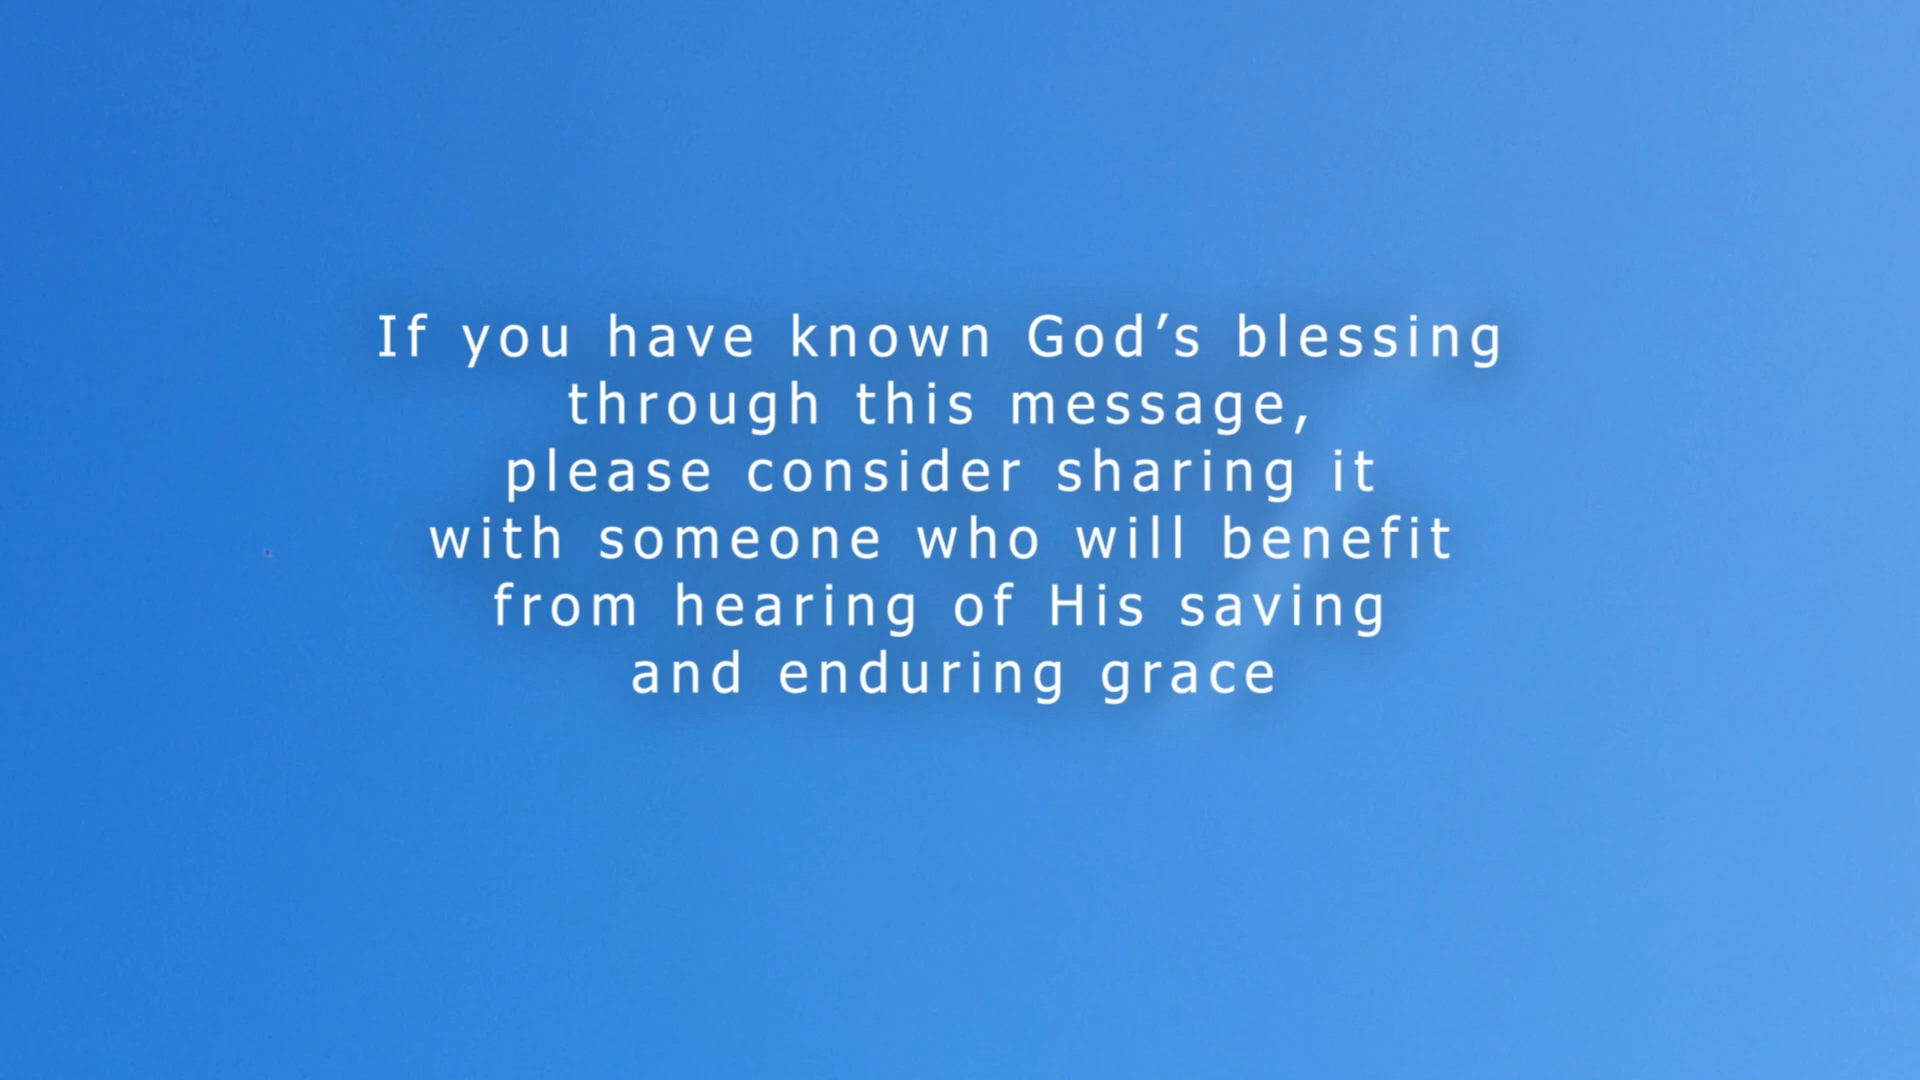 If you have known God’s blessing
through this message,
please consider sharing it
with someone who will benefit
from hearing of His saving
and enduring grace